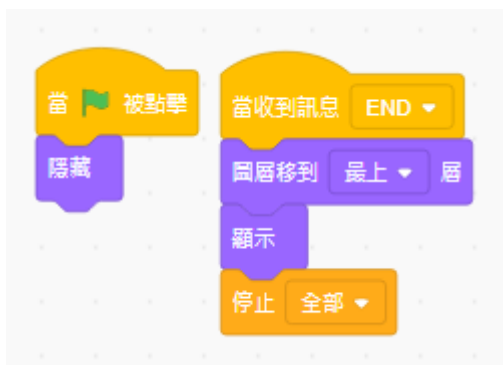 當 被點擊
隱藏
當收到訊息 END
圖層移到 最上 層
顯示
停止 全部